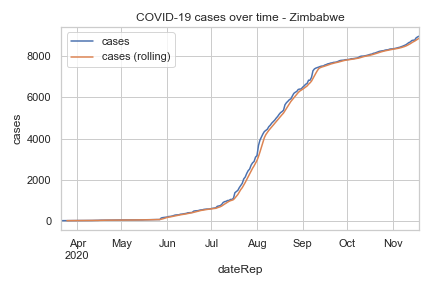 COVID-19 cases over time - Zimbabwe
cases
cases (rolling)
8000
6000
4000
2000
0
cases
Apr
2020
May
Jun
Jul
Aug
Sep
Oct
Nov
dateRep